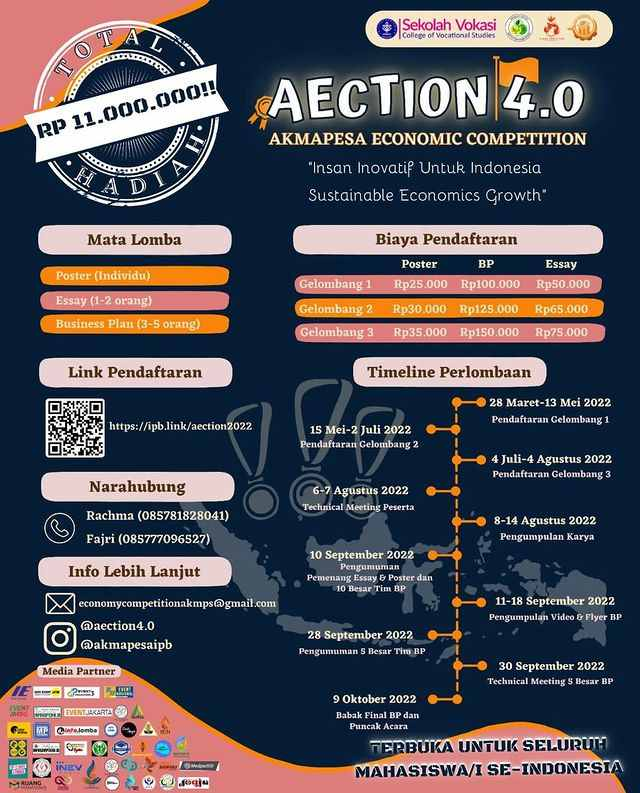 Sekolah Vokasi
College of Vocational Studies
TOTAL
RP 11.000.000!!
HADIAH
AECTION 4.0
AKMAPESA ECONOMIC COMPETITION
"Insan Inovatif Untuk Indonesia
Sustainable Economics Growth"
Mata Lomba
Poster (Individu)
Essay (1-2 orang)
Business Plan (3-5 orang)
Biaya Pendaftaran
Poster BP Essay
Gelombang 1 Rp25.000 Rp100.000 Rp50.000
Gelombang 2 Rp30.000 Rp125.000 Rp65.000
Gelombang 3 Rp35.000 Rp150.000 Rp75.000
Link Pendaftaran
https://ipb.link/aection2022
Narahubung
Rachma (085781828041)
Fajri (085777096527)
Info Lebih Lanjut
economycompetitionakmps@gmail.com
@aection4.0
@akmapesaipb
Timeline Perlombaan
28 Maret-13 Mei 2022
Pendaftaran Gelombang 1
15 Mei-2 Juli 2022
Pendaftaran Gelombang 2
4 Juli-4 Agustus 2022
Pendaftaran Gelombang 3
6-7 Agustus 2022
Technical Meeting Peserta
8-14 Agustus 2022
Pengumpulan Karya
10 September 2022
Pengumuman
Pemenang Essay & Poster dan
10 Besar Tim BP
11-18 September 2022
Pengumpulan Video & Flyer BP
28 September 2022
Pengumuman 5 Besar Tim BP
30 September 2022
Technical Meeting 5 Besar BP
9 Oktober 2022
Babak Final BP dan
Puncak Acara
Media Partner
EVENTJAKARTA
INEV
RUANG
TERBUKA UNTUK SELURUH
MAHASISWA/I SE-INDONESIA